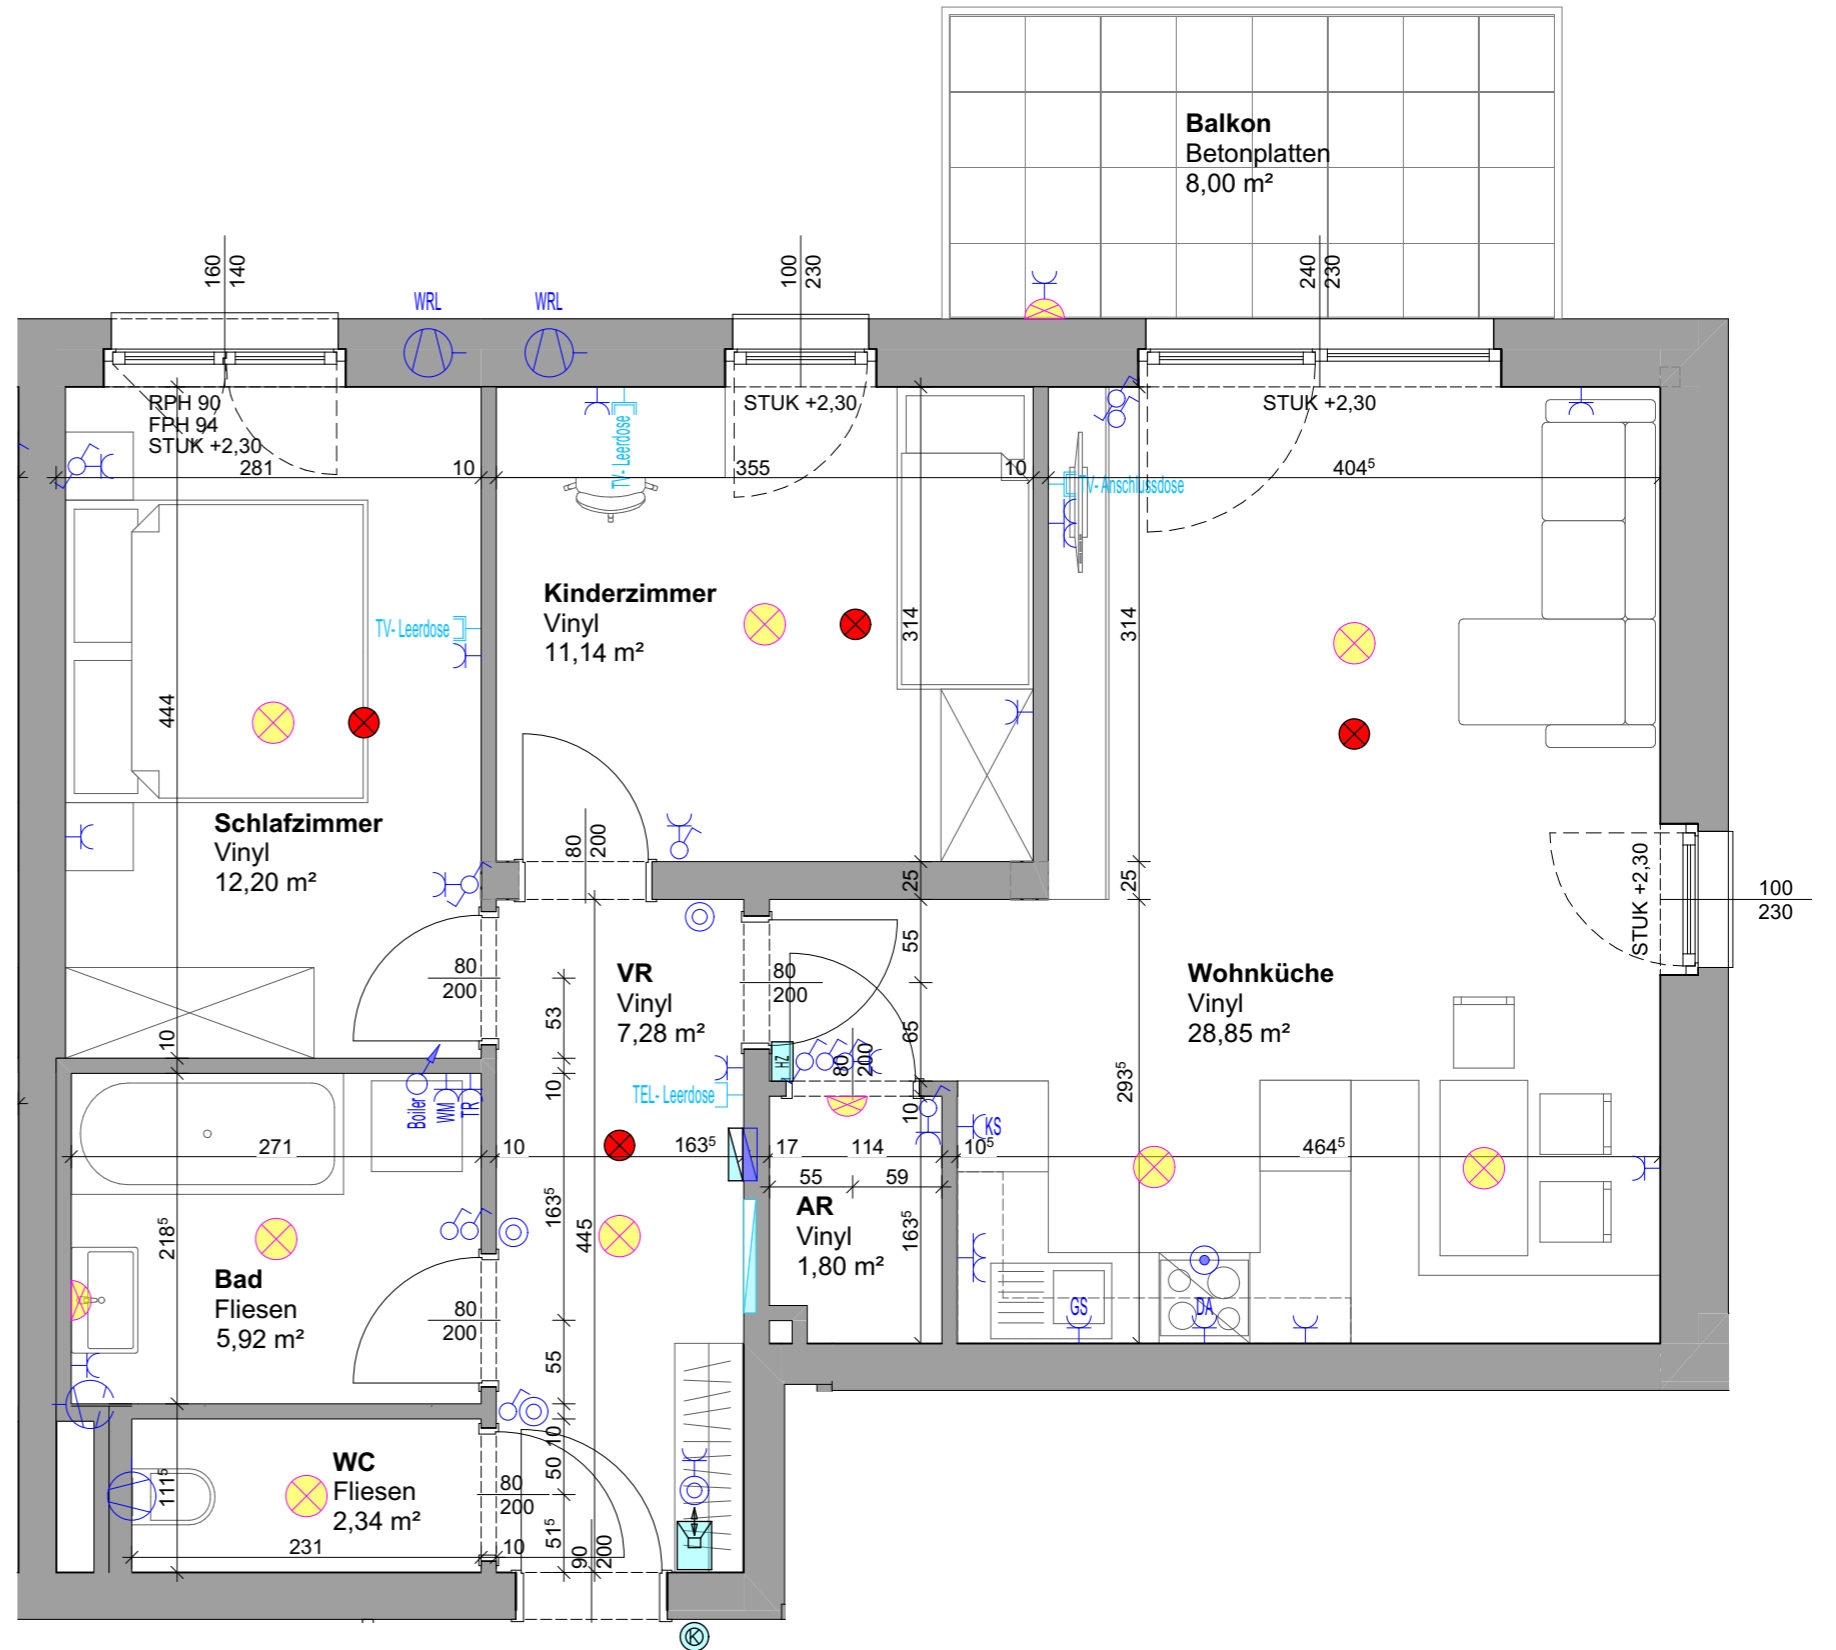 Balkon
Betonplatten
8,00 m²
160
140
100
230
240
230
WRL
WRL
RPH 90
FPH 94
STUK +2,30
STUK +2,30
STUK +2,30
281
10
355
10
404⁵
TV- Leerdose
TV- Anschlussdose
Kinderzimmer
Vinyl
11,14 m²
314
314
TV- Leerdose
444
Schlafzimmer
Vinyl
12,20 m²
80
200
25
25
STUK +2,30
100
230
80
200
VR
Vinyl
7,28 m²
80
200
55
Wohnküche
Vinyl
28,85 m²
53
65
10
10
HZ
80
200
TEL- Leerdose
293⁵
Boiler
WM
TR
10
KS
271
10
163⁵
17
114
10⁵
464⁵
55
59
AR
Vinyl
1,80 m²
163⁵
218⁵
163⁵
445
Bad
Fliesen
5,92 m²
80
200
GS
DA
55
10
WC
Fliesen
2,34 m²
111⁵
50
80
200
231
10
51⁵
90
200
K